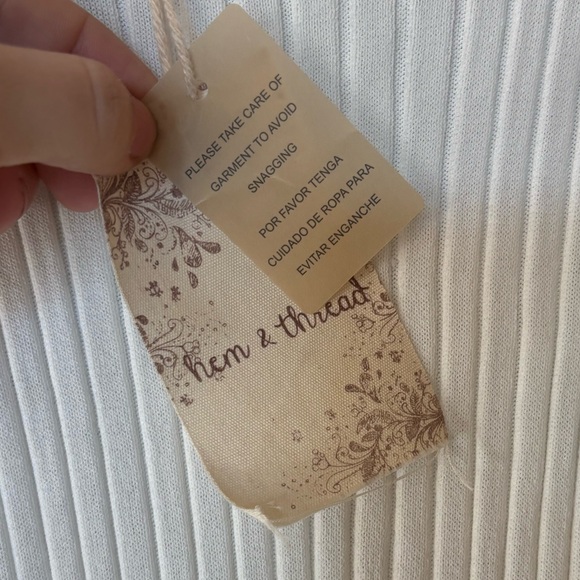 PLEASE TAKE CARE OF
GARMENT TO AVOID
SNAGGING
POR FAVOR TENGA
CUIDADO DE ROPA PARA
EVITAR ENGANCHE
hem & thread